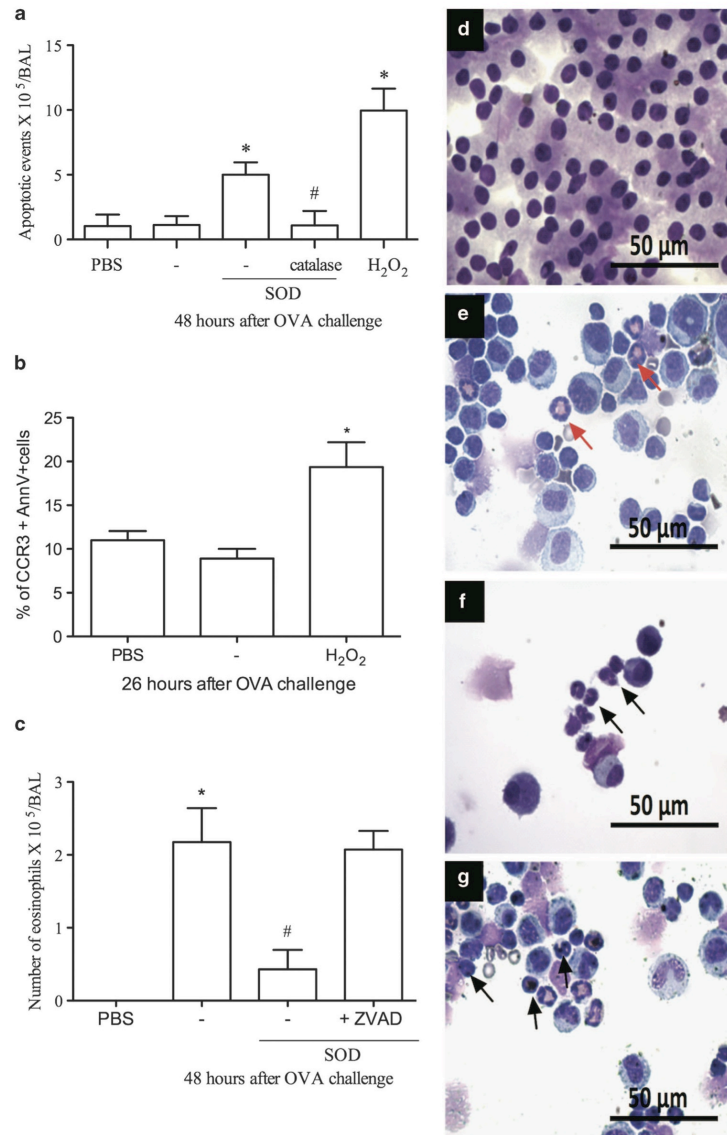 a
Apoptotic events X 10 5/BAL
15
10
5
0
*
#
*
PBS
-
-
catalase
H2O2
SOD
48 hours after OVA challenge
b
% of CCR3 + AnnV+cells
25
20
15
10
5
0
*
PBS
-
H2O2
26 hours after OVA challenge
c
Number of eosinophils X 10 5/BAL
3
2
1
0
*
#
PBS
-
-
+ ZVAD
SOD
48 hours after OVA challenge
d
50 µm
e
50 µm
f
50 µm
g
50 µm